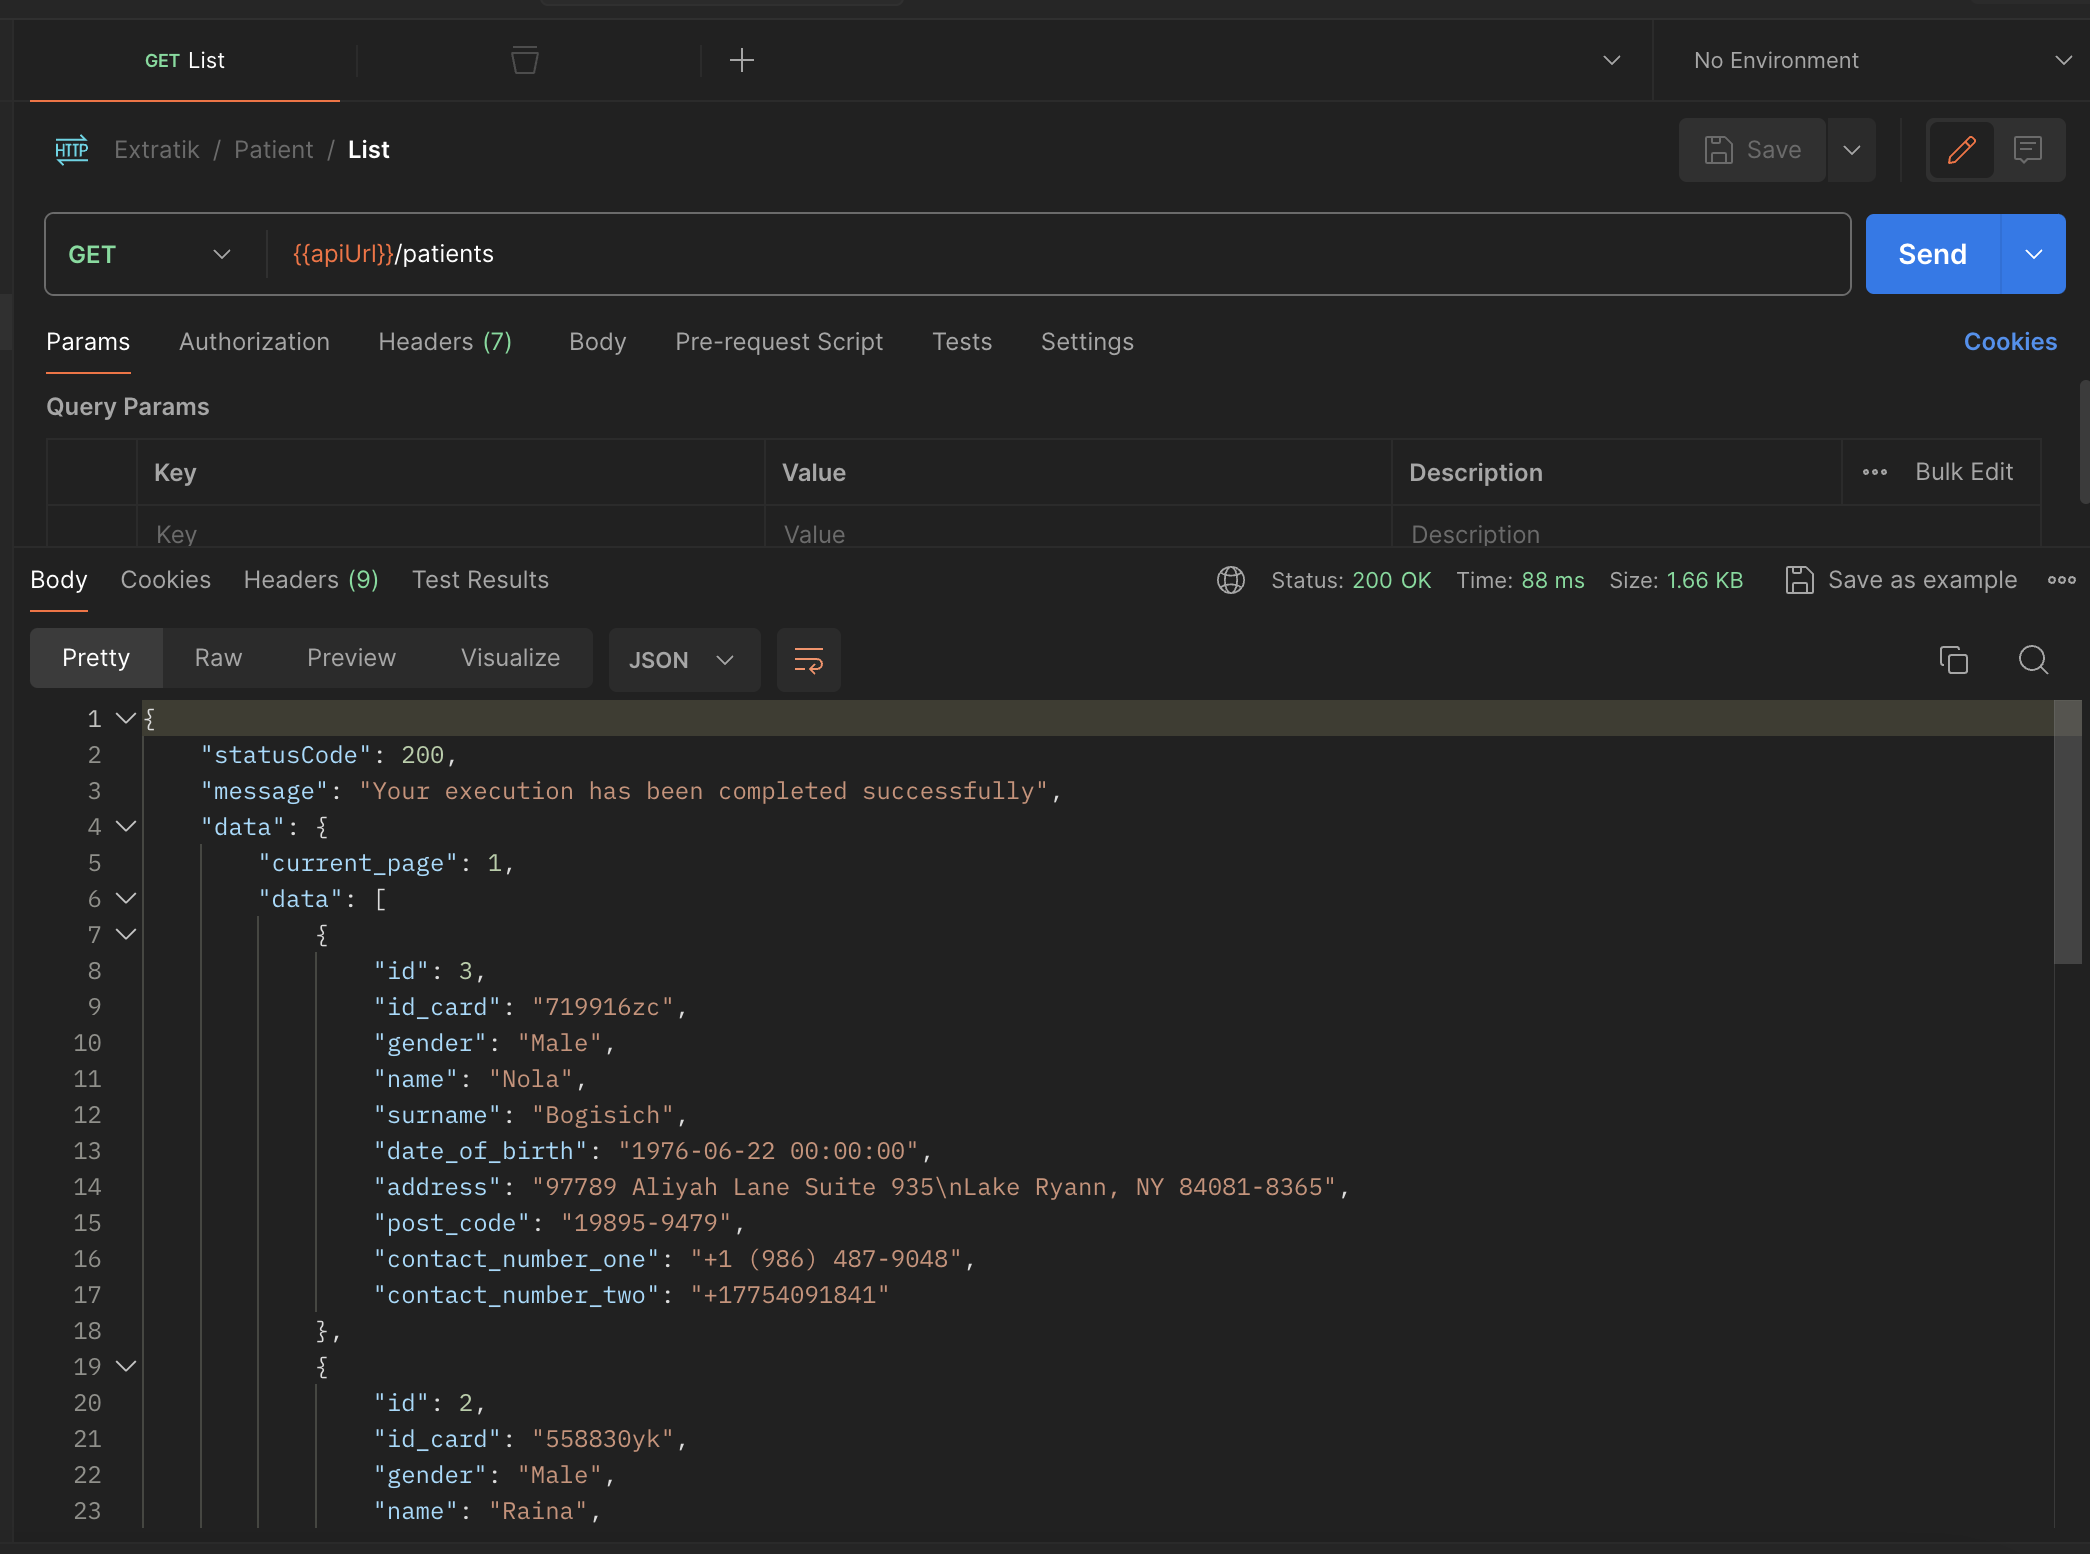 GET List
No Environment
HTTP Extratik / Patient / List
Save
GET {{apiUrl}}/patients
Send
Params Authorization Headers (7) Body Pre-request Script Tests Settings Cookies
Query Params
Key Value Description ooo Bulk Edit
Key Value Description
Body Cookies Headers (9) Test Results Status: 200 OK Time: 88 ms Size: 1.66 KB Save as example ooo
Pretty Raw Preview Visualize JSON
1 {
2 "statusCode": 200,
3 "message": "Your execution has been completed successfully",
4 "data": {
5 "current_page": 1,
6 "data": [
7 {
8 "id": 3,
9 "id_card": "719916zc",
10 "gender": "Male",
11 "name": "Nola",
12 "surname": "Bogisich",
13 "date_of_birth": "1976-06-22 00:00:00",
14 "address": "97789 Aliyah Lane Suite 935\nLake Ryann, NY 84081-8365",
15 "post_code": "19895-9479",
16 "contact_number_one": "+1 (986) 487-9048",
17 "contact_number_two": "+17754091841"
18 },
19 {
20 "id": 2,
21 "id_card": "558830yk",
22 "gender": "Male",
23 "name": "Raina",